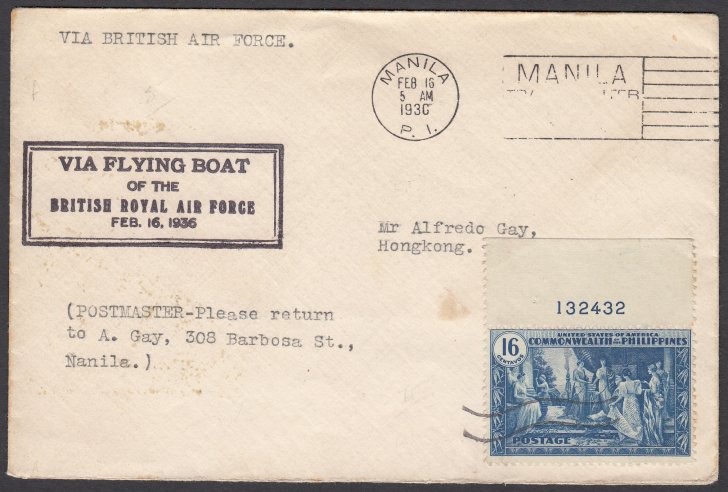 VIA BRITISH AIR FORCE.
MANILA
FEB 16
5 AM
1936
P. I.
MANILA
VIA FLYING BOAT
OF THE
BRITISH ROYAL AIR FORCE
FEB. 16, 1936
Mr Alfredo Gay,
Hongkong.
132432
UNITED STATES OF AMERICA
COMMONWEALTH OF THE PHILIPPINES
16
CENTAVOS
POSTAGE
(POSTMASTER-Please return
to A. Gay, 308 Barbosa St.,
Nanila.)